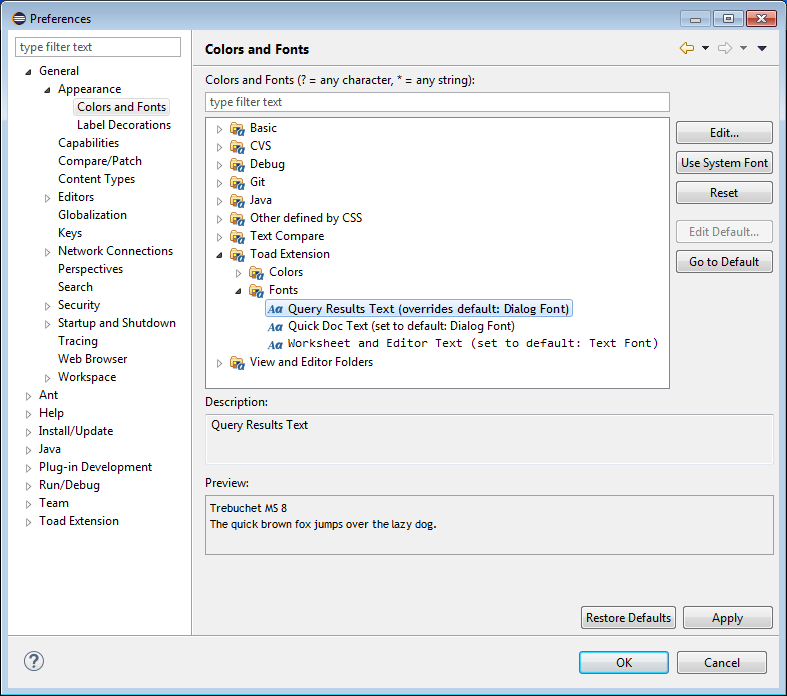 Preferences
type filter text
General
Appearance
Colors and Fonts
Label Decorations
Capabilities
Compare/Patch
Content Types
Editors
Globalization
Keys
Network Connections
Perspectives
Search
Security
Startup and Shutdown
Tracing
Web Browser
Workspace
Ant
Help
Install/Update
Java
Plug-in Development
Run/Debug
Team
Toad Extension
Colors and Fonts
Colors and Fonts (? = any character, * = any string):
type filter text
Basic
CVS
Debug
Git
Java
Other defined by CSS
Text Compare
Toad Extension
Colors
Fonts
Aa Query Results Text (overrides default: Dialog Font)
Aa Quick Doc Text (set to default: Dialog Font)
Aa Worksheet and Editor Text (set to default: Text Font)
View and Editor Folders
Edit...
Use System Font
Reset
Edit Default...
Go to Default
Description:
Query Results Text
Preview:
Trebuchet MS 8
The quick brown fox jumps over the lazy dog.
Restore Defaults
Apply
?
OK
Cancel